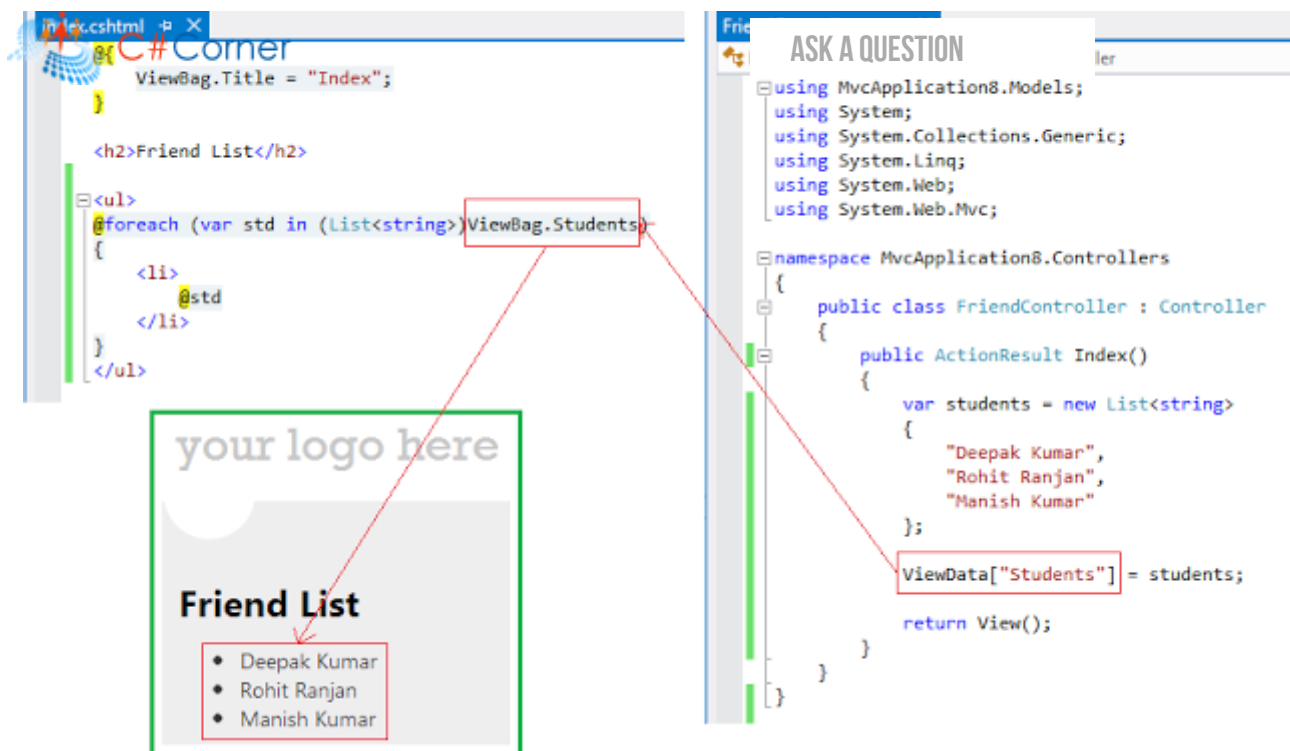 index.cshtml
C#Corner
@{
ViewBag.Title = "Index";
}
<h2>Friend List</h2>
<ul>
@foreach (var std in (List<string>)ViewBag.Students)
{
<li>
@std
</li>
}
</ul>
your logo here
Friend List
• Deepak Kumar
• Rohit Ranjan
• Manish Kumar
ASK A QUESTION
using MvcApplication8.Models;
using System;
using System.Collections.Generic;
using System.Linq;
using System.Web;
using System.Web.Mvc;
namespace MvcApplication8.Controllers
{
public class FriendController : Controller
{
public ActionResult Index()
{
var students = new List<string>
{
"Deepak Kumar",
"Rohit Ranjan",
"Manish Kumar"
};
ViewData["Students"] = students;
return View();
}
}
}